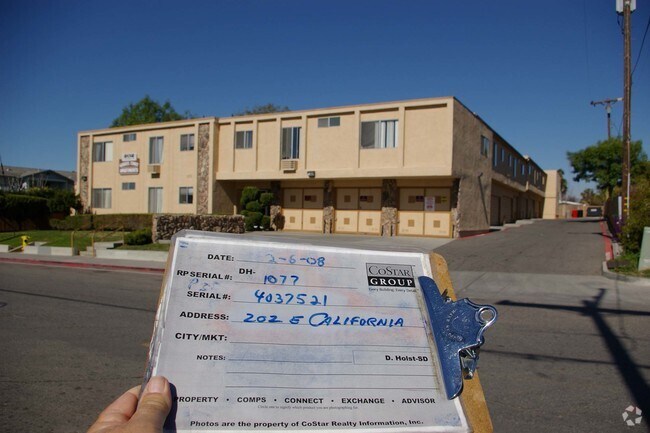 DATE: 2-6-08
RP SERIAL#: DH- 1077
SERIAL#: 4037521
ADDRESS: 202 E CALIFORNIA
CITY/MKT:
NOTES: D. Holst-SD
COSTAR
GROUP
PROPERTY • COMPS • CONNECT • EXCHANGE • ADVISOR
Photos are the property of CoStar Realty Information, Inc.